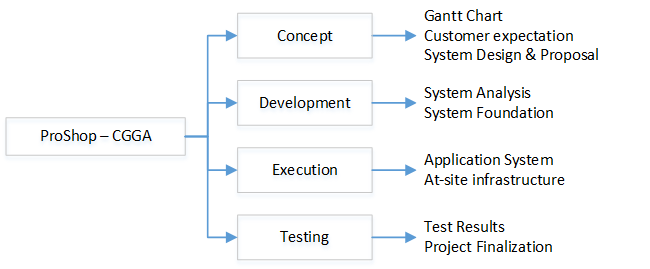 Concept
Gantt Chart
Customer expectation
System Design & Proposal
Development
System Analysis
System Foundation
ProShop – CGGA
Execution
Application System
At-site infrastructure
Testing
Test Results
Project Finalization